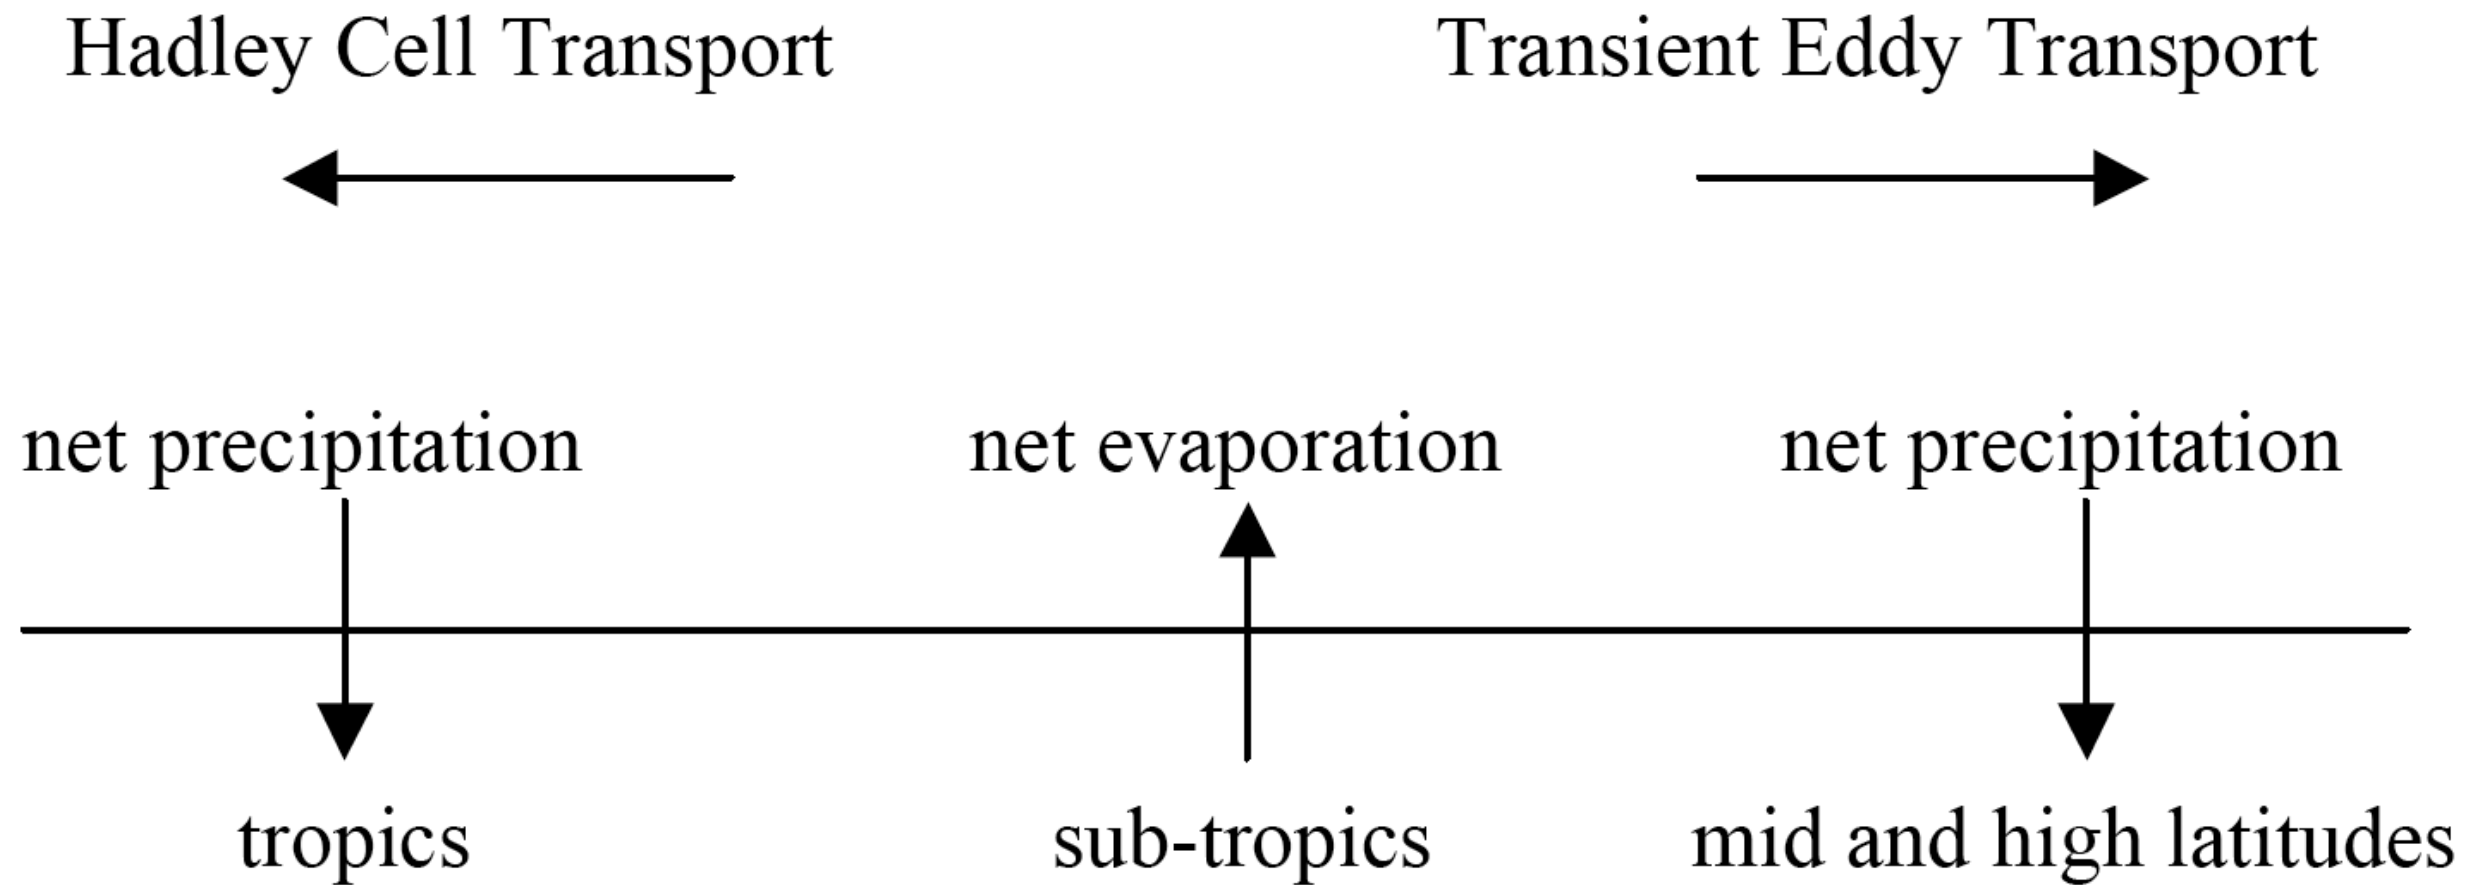 Hadley Cell Transport
Transient Eddy Transport
net precipitation
net evaporation
net precipitation
tropics
sub-tropics
mid and high latitudes